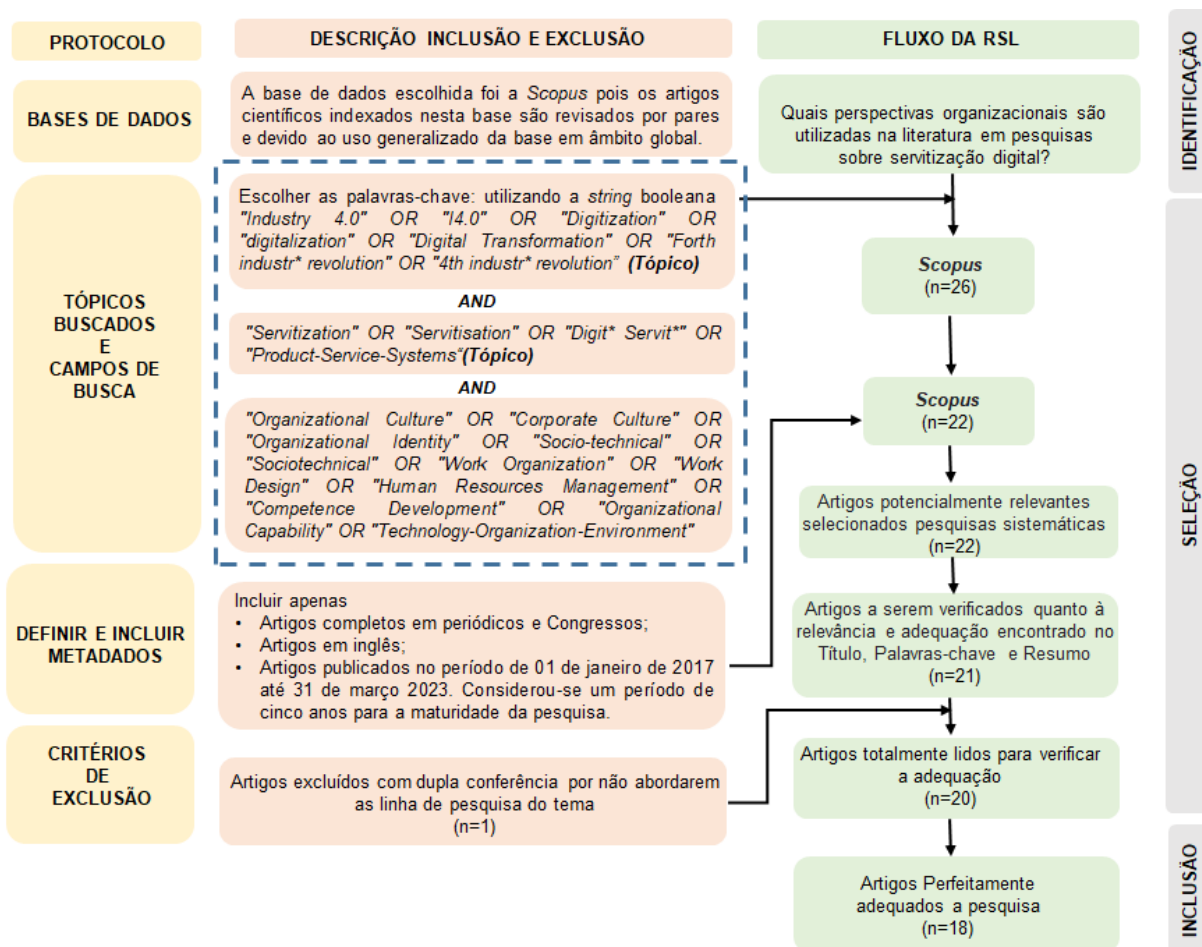 PROTOCOLO
DESCRIÇÃO INCLUSÃO E EXCLUSÃO
FLUXO DA RSL
IDENTIFICAÇÃO
BASES DE DADOS
A base de dados escolhida foi a Scopus pois os artigos
científicos indexados nesta base são revisados por pares
e devido ao uso generalizado da base em âmbito global.
Quais perspectivas organizacionais são
utilizadas na literatura em pesquisas
sobre servitização digital?
TÓPICOS
BUSCADOS
E
CAMPOS DE
BUSCA
Escolher as palavras-chave: utilizando a string booleana
"Industry 4.0" OR "I4.0" OR "Digitization" OR
"digitalization" OR "Digital Transformation" OR "Forth
industr* revolution" OR "4th industr* revolution" (Tópico)
AND
"Servitization" OR "Servitisation" OR "Digit* Servit*" OR
"Product-Service-Systems"(Tópico)
AND
"Organizational Culture" OR "Corporate Culture" OR
"Organizational Identity" OR "Socio-technical" OR
"Sociotechnical" OR "Work Organization" OR "Work
Design" OR "Human Resources Management" OR
"Competence Development" OR "Organizational
Capability" OR "Technology-Organization-Environment"
Scopus
(n=26)
Scopus
(n=22)
Artigos potencialmente relevantes
selecionados pesquisas sistemáticas
(n=22)
SELEÇÃO
DEFINIR E INCLUIR
METADADOS
Incluir apenas
• Artigos completos em periódicos e Congressos;
• Artigos em inglês;
• Artigos publicados no período de 01 de janeiro de 2017
até 31 de março 2023. Considerou-se um período de
cinco anos para a maturidade da pesquisa.
Artigos a serem verificados quanto à
relevância e adequação encontrado no
Título, Palavras-chave e Resumo
(n=21)
CRITÉRIOS
DE
EXCLUSÃO
Artigos excluídos com dupla conferência por não abordarem
as linha de pesquisa do tema
(n=1)
Artigos totalmente lidos para verificar
a adequação
(n=20)
Artigos Perfeitamente
adequados a pesquisa
(n=18)
INCLUSÃO